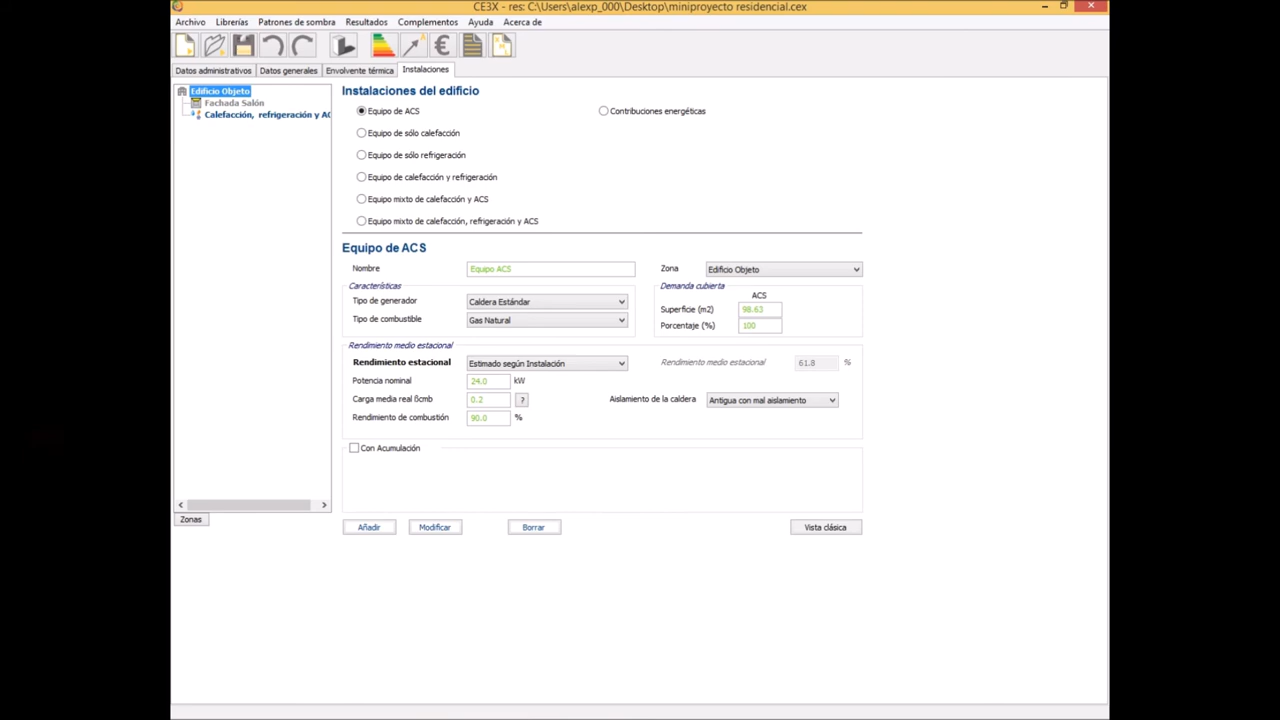 CE3X - res: C:\Users\alexp_000\Desktop\miniproyecto residencial.cex
Archivo Librerías Patrones de sombra Resultados Complementos Ayuda Acerca de
Datos administrativos Datos generales Envolvente térmica Instalaciones
Edificio Objeto
Fachada Salón
Calefacción, refrigeración y AC
Zonas
Instalaciones del edificio
Equipo de ACS Contribuciones energéticas
Equipo de sólo calefacción
Equipo de sólo refrigeración
Equipo de calefacción y refrigeración
Equipo mixto de calefacción y ACS
Equipo mixto de calefacción, refrigeración y ACS
Equipo de ACS
Nombre Equipo ACS Zona Edificio Objeto
Características Demanda cubierta
ACS
Tipo de generador Caldera Estándar Superficie (m2) 98.63
Tipo de combustible Gas Natural Porcentaje (%) 100
Rendimiento medio estacional
Rendimiento estacional Estimado según Instalación Rendimiento medio estacional 61.8 %
Potencia nominal 24.0 kW
Carga media real ßcmb 0.2 ? Aislamiento de la caldera Antigua con mal aislamiento
Rendimiento de combustión 90.0 %
Con Acumulación
Añadir Modificar Borrar Vista clásica